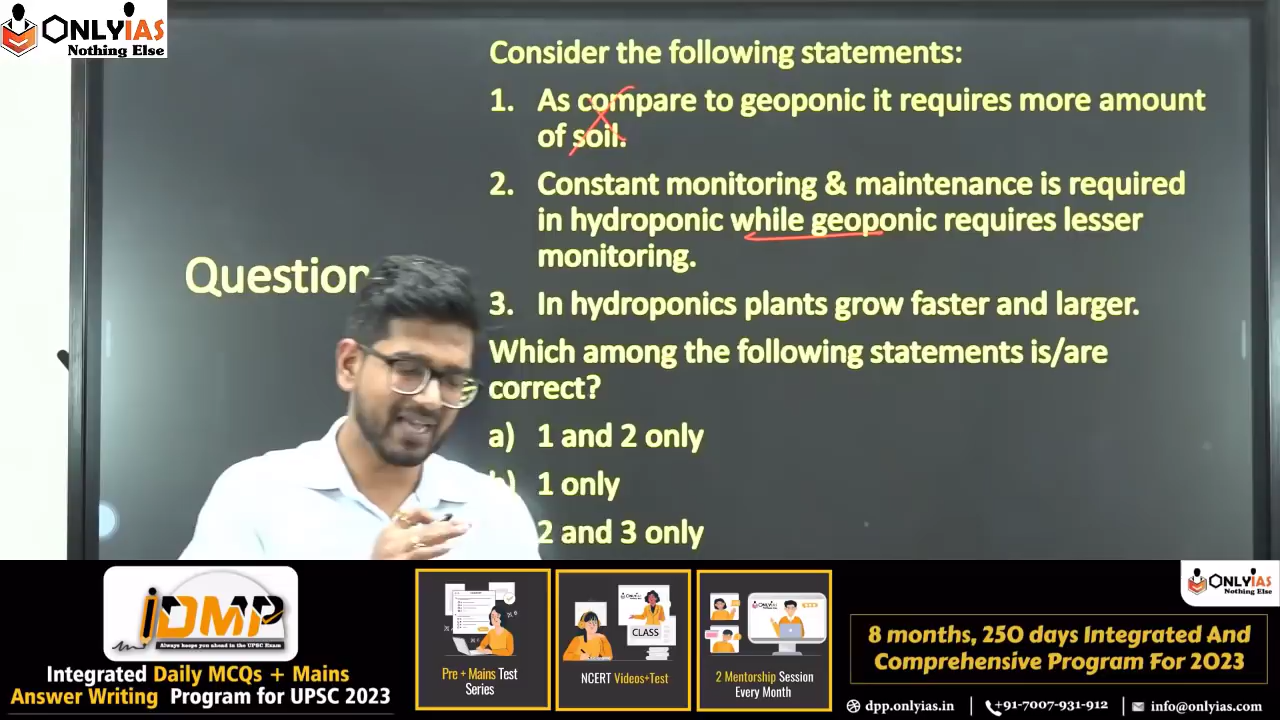 ONLYIAS
Nothing Else
Consider the following statements:
1. As compare to geoponic it requires more amount
of soil.
2. Constant monitoring & maintenance is required
in hydroponic while geoponic requires lesser
monitoring.
Question
3. In hydroponics plants grow faster and larger.
Which among the following statements is/are
correct?
a) 1 and 2 only
1 only
2 and 3 only
iDMP
Always keeps you ahead in the UPSC Exam
Integrated Daily MCQs + Mains
Answer Writing Program for UPSC 2023
Pre + Mains Test
Series
CLASS
NCERT Videos+Test
2 Mentorship Session
Every Month
ONLYIAS
Nothing Else
8 months, 250 days Integrated And
Comprehensive Program For 2023
dpp.onlyias.in
+91-7007-931-912
info@onlyias.com